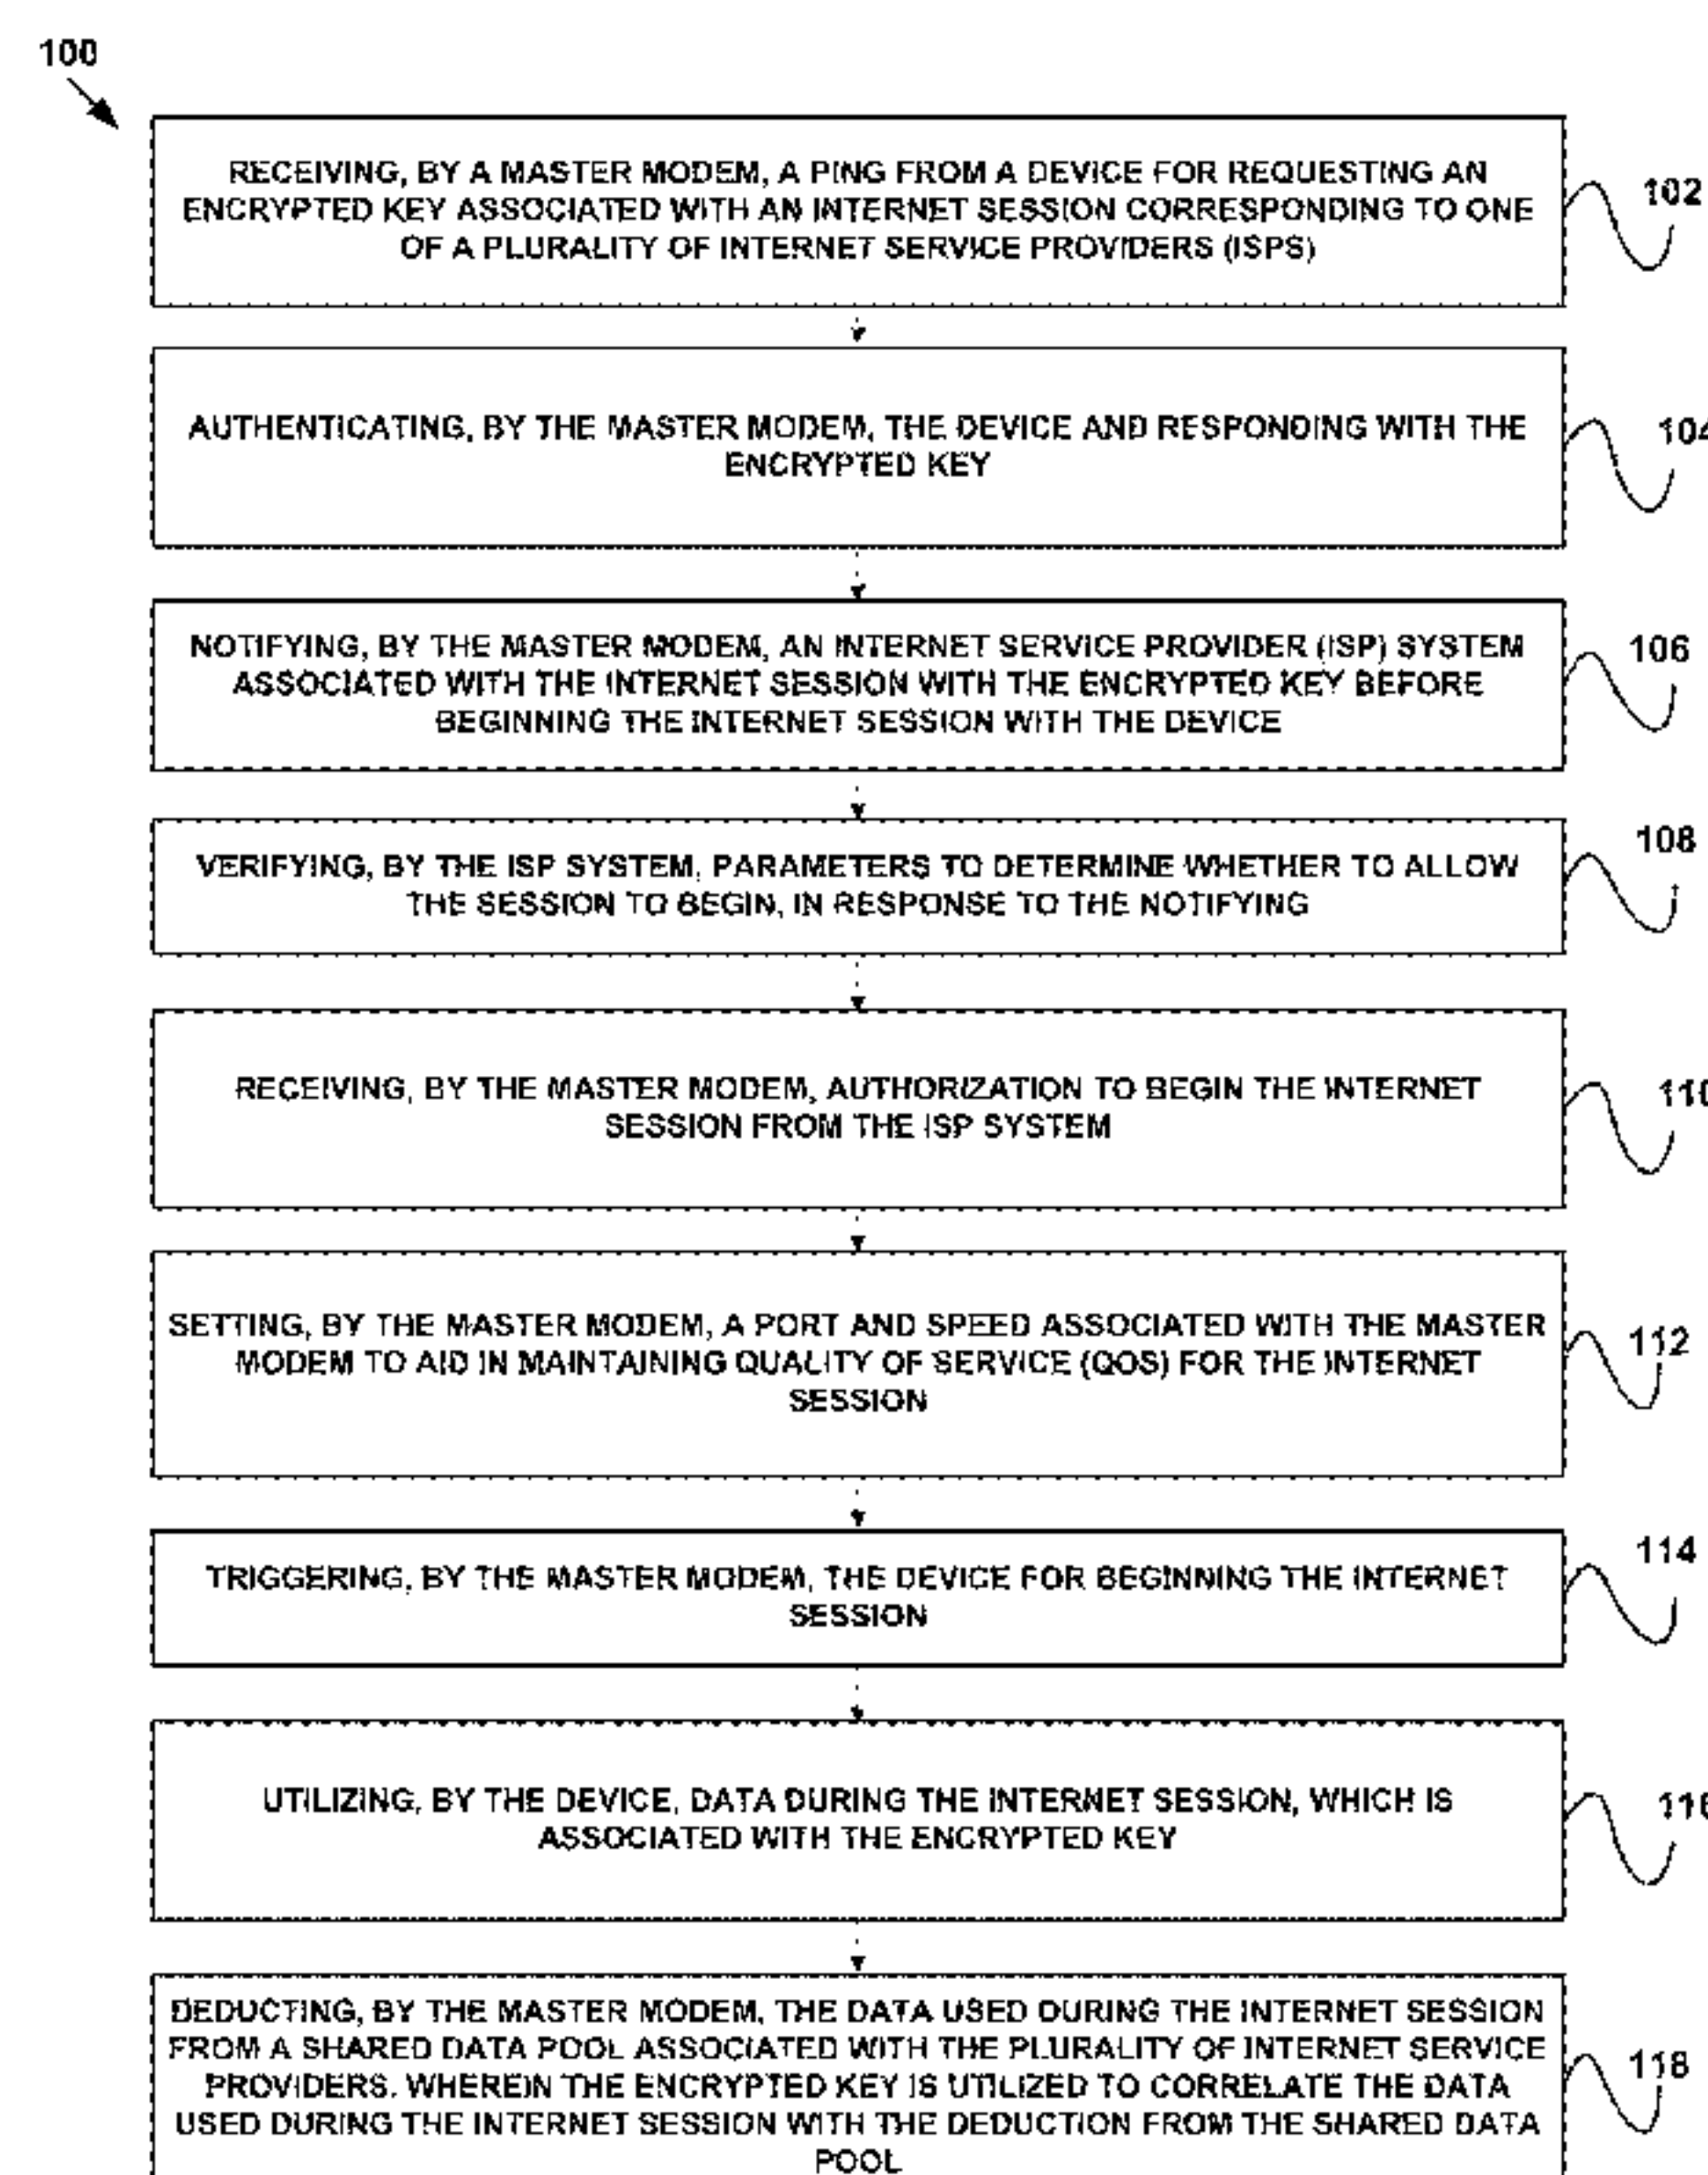 100
RECEIVING, BY A MASTER MODEM, A PING FROM A DEVICE FOR REQUESTING AN
ENCRYPTED KEY ASSOCIATED WITH AN INTERNET SESSION CORRESPONDING TO ONE
OF A PLURALITY OF INTERNET SERVICE PROVIDERS (ISPS)
102
AUTHENTICATING, BY THE MASTER MODEM, THE DEVICE AND RESPONDING WITH THE
ENCRYPTED KEY
104
NOTIFYING, BY THE MASTER MODEM, AN INTERNET SERVICE PROVIDER (ISP) SYSTEM
ASSOCIATED WITH THE INTERNET SESSION WITH THE ENCRYPTED KEY BEFORE
BEGINNING THE INTERNET SESSION WITH THE DEVICE
106
VERIFYING, BY THE ISP SYSTEM, PARAMETERS TO DETERMINE WHETHER TO ALLOW
THE SESSION TO BEGIN, IN RESPONSE TO THE NOTIFYING
108
RECEIVING, BY THE MASTER MODEM, AUTHORIZATION TO BEGIN THE INTERNET
SESSION FROM THE ISP SYSTEM
110
SETTING, BY THE MASTER MODEM, A PORT AND SPEED ASSOCIATED WITH THE MASTER
MODEM TO AID IN MAINTAINING QUALITY OF SERVICE (QOS) FOR THE INTERNET
SESSION
112
TRIGGERING, BY THE MASTER MODEM, THE DEVICE FOR BEGINNING THE INTERNET
SESSION
114
UTILIZING, BY THE DEVICE, DATA DURING THE INTERNET SESSION, WHICH IS
ASSOCIATED WITH THE ENCRYPTED KEY
116
DEDUCTING, BY THE MASTER MODEM, THE DATA USED DURING THE INTERNET SESSION
FROM A SHARED DATA POOL ASSOCIATED WITH THE PLURALITY OF INTERNET SERVICE
PROVIDERS, WHEREIN THE ENCRYPTED KEY IS UTILIZED TO CORRELATE THE DATA
USED DURING THE INTERNET SESSION WITH THE DEDUCTION FROM THE SHARED DATA
POOL
118